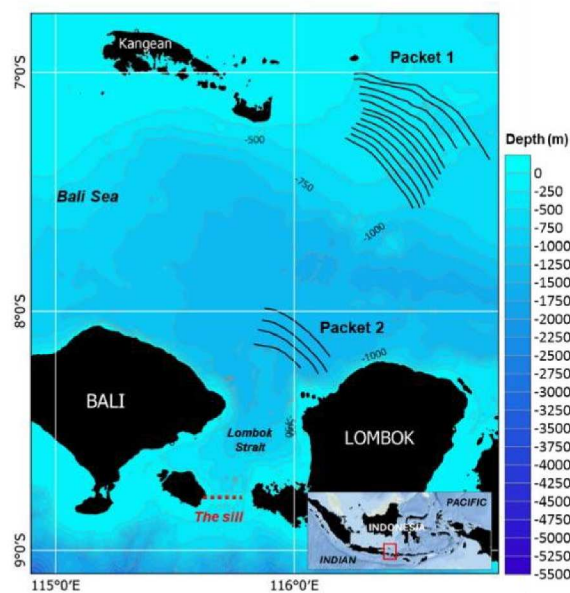 Kangean
Packet 1
7°0'S
-500
Depth (m)
0
-250
-500
-750
-1000
-1250
-1500
-1750
-2000
-2250
-2500
-2750
-3000
-3250
-3500
-3750
-4000
-4250
-4500
-4750
-5000
-5250
-5500
-750
Bali Sea
-1000
8°0'S
Packet 2
-1000
BALI
LOMBOK
Lombok
Strait
The sill
PACIFIC
INDONESIA
INDIAN
9°0'S
115°0'E
116°0'E